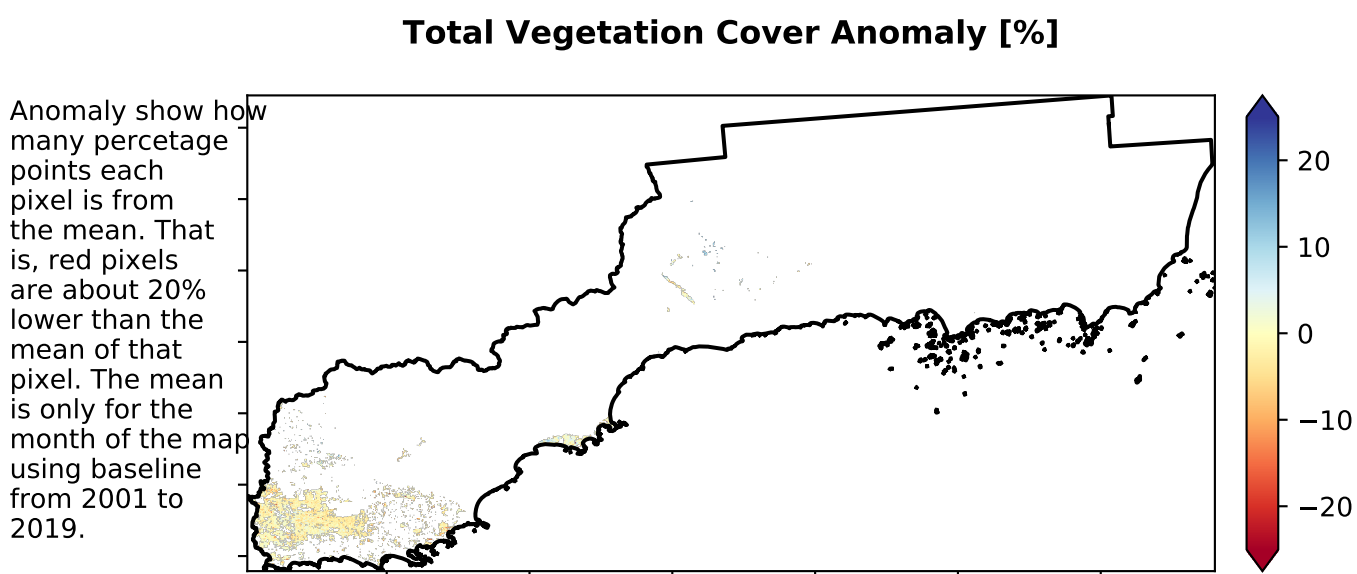 Total Vegetation Cover Anomaly [%]
Anomaly show how
many percetage
points each
pixel is from
the mean. That
is, red pixels
are about 20%
lower than the
mean of that
pixel. The mean
is only for the
month of the map
using baseline
from 2001 to
2019.
20
10
0
−10
−20